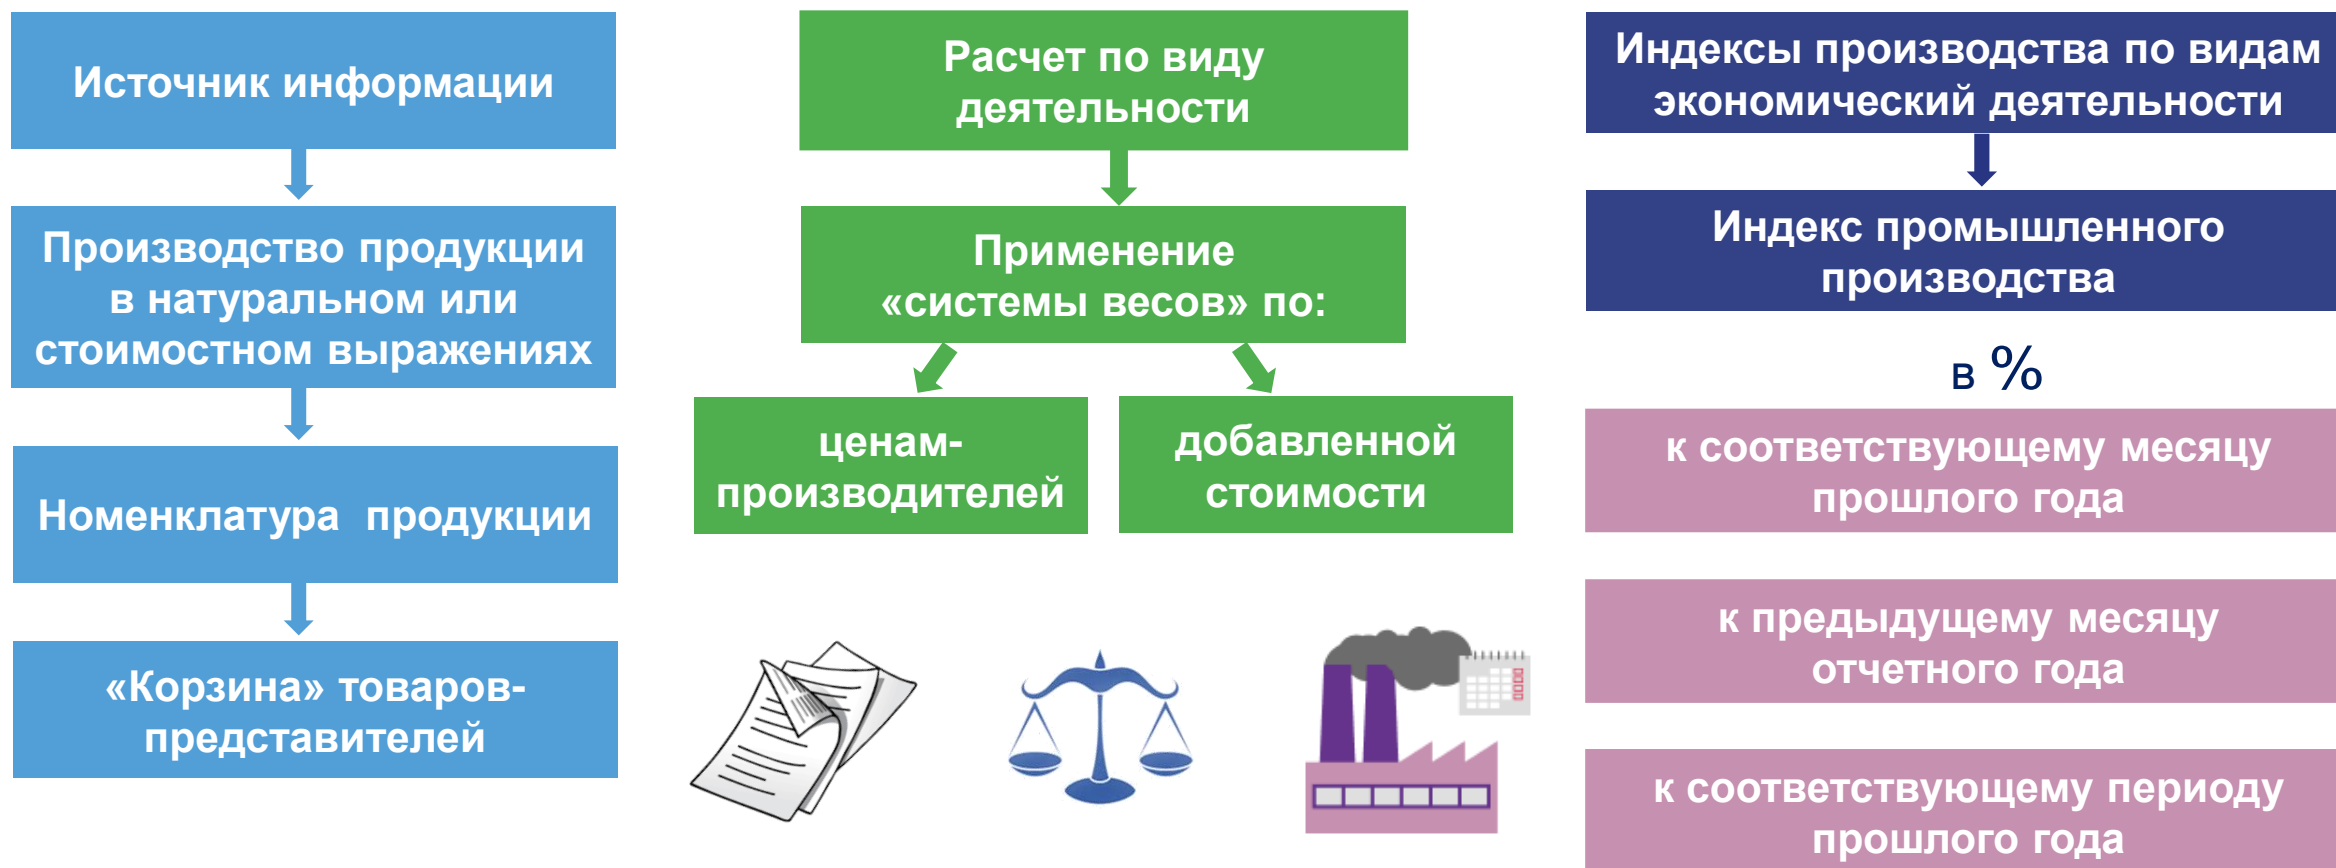 Источник информации
Производство продукции
в натуральном или
стоимостном выражениях
Номенклатура продукции
«Корзина» товаров-
представителей
Расчет по виду
деятельности
Применение
«системы весов» по:
ценам-
производителей
добавленной
стоимости
Индексы производства по видам
экономический деятельности
Индекс промышленного
производства
в %
к соответствующему месяцу
прошлого года
к предыдущему месяцу
отчетного года
к соответствующему периоду
прошлого года